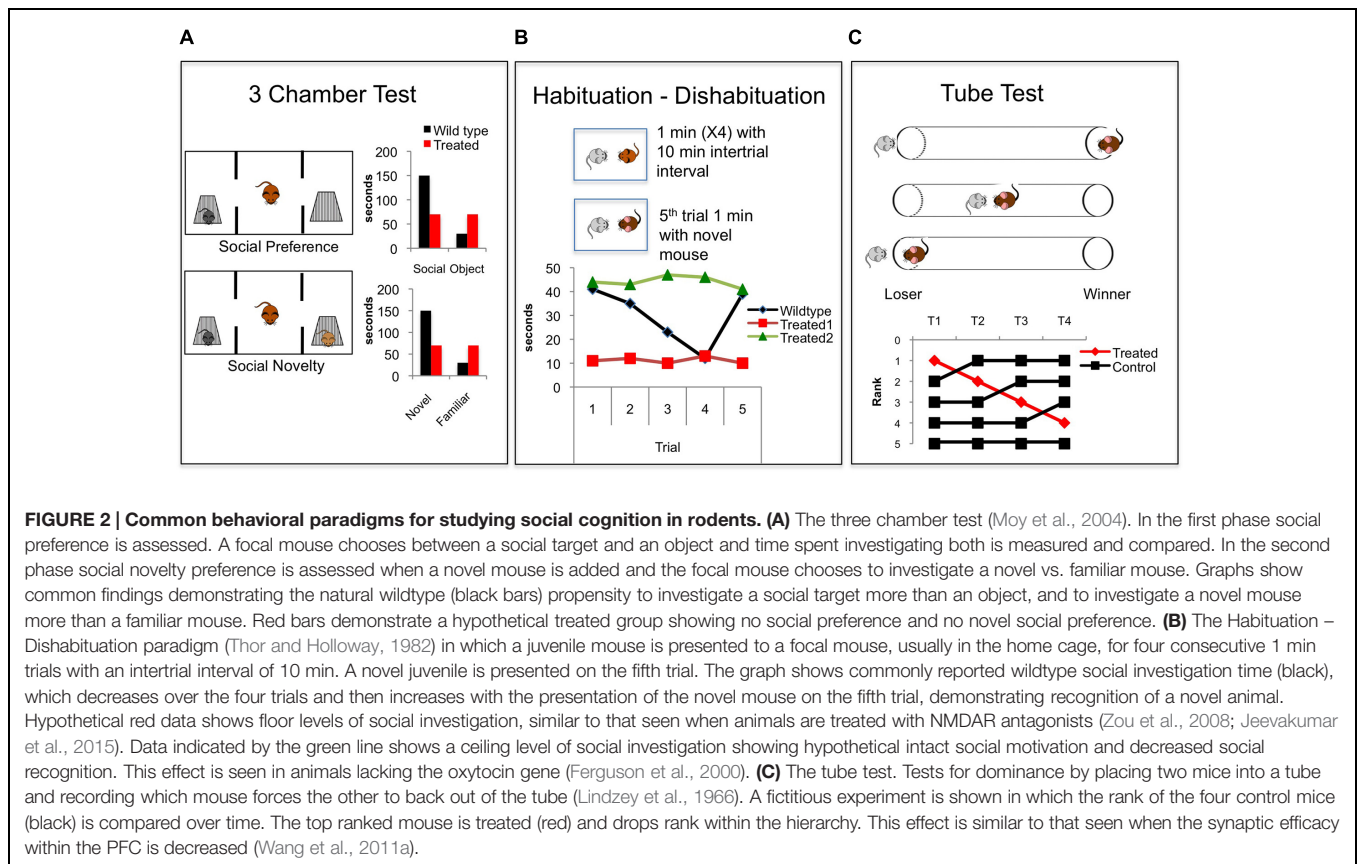 A
3 Chamber Test
Wild type
Treated
200
150
100
50
0
seconds
Social Object
Social Preference
200
150
100
50
0
seconds
Novel
Familiar
Social Novelty
B
Habituation - Dishabituation
1 min (X4) with
10 min intertrial
interval
5th trial 1 min
with novel
mouse
50
40
30
20
10
0
seconds
Wildtype
Treated1
Treated2
1 2 3 4 5
Trial
C
Tube Test
Loser Winner
T1 T2 T3 T4
0
1
2
3
4
5
Rank
Treated
Control
FIGURE 2 | Common behavioral paradigms for studying social cognition in rodents. (A) The three chamber test (Moy et al., 2004). In the first phase social
preference is assessed. A focal mouse chooses between a social target and an object and time spent investigating both is measured and compared. In the second
phase social novelty preference is assessed when a novel mouse is added and the focal mouse chooses to investigate a novel vs. familiar mouse. Graphs show
common findings demonstrating the natural wildtype (black bars) propensity to investigate a social target more than an object, and to investigate a novel mouse
more than a familiar mouse. Red bars demonstrate a hypothetical treated group showing no social preference and no novel social preference. (B) The Habituation –
Dishabituation paradigm (Thor and Holloway, 1982) in which a juvenile mouse is presented to a focal mouse, usually in the home cage, for four consecutive 1 min
trials with an intertrial interval of 10 min. A novel juvenile is presented on the fifth trial. The graph shows commonly reported wildtype social investigation time (black),
which decreases over the four trials and then increases with the presentation of the novel mouse on the fifth trial, demonstrating recognition of a novel animal.
Hypothetical red data shows floor levels of social investigation, similar to that seen when animals are treated with NMDAR antagonists (Zou et al., 2008; Jeevakumar
et al., 2015). Data indicated by the green line shows a ceiling level of social investigation showing hypothetical intact social motivation and decreased social
recognition. This effect is seen in animals lacking the oxytocin gene (Ferguson et al., 2000). (C) The tube test. Tests for dominance by placing two mice into a tube
and recording which mouse forces the other to back out of the tube (Lindzey et al., 1966). A fictitious experiment is shown in which the rank of the four control mice
(black) is compared over time. The top ranked mouse is treated (red) and drops rank within the hierarchy. This effect is similar to that seen when the synaptic efficacy
within the PFC is decreased (Wang et al., 2011a).